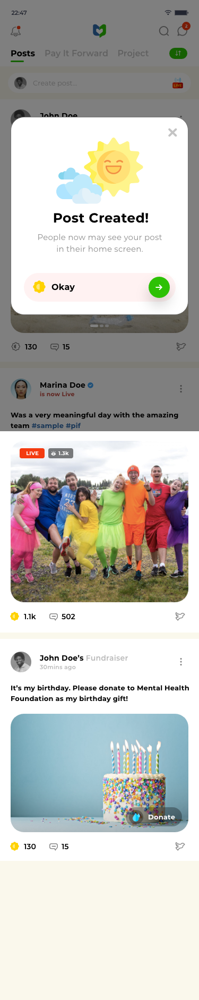 22:47
2
Posts Pay It Forward Project
Create post...
LIVE
John Doe
Post Created!
People now may see your post
in their home screen.
Okay
130 15
Marina Doe
is now Live
Was a very meaningful day with the amazing
team #sample #pif
LIVE 1.3k
1.1k 502
John Doe’s Fundraiser
30mins ago
It’s my birthday. Please donate to Mental Health
Foundation as my birthday gift!
Donate
130 15